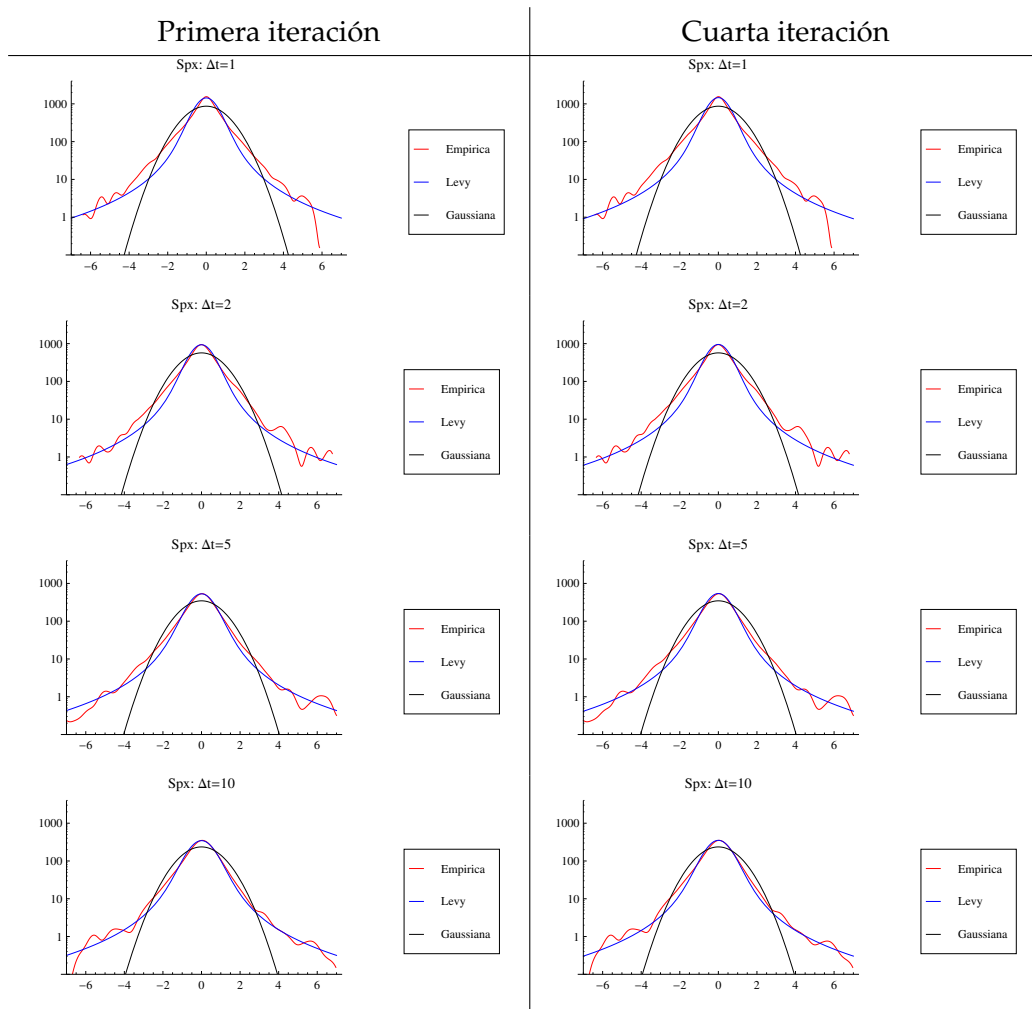 Primera iteración
Cuarta iteración
Spx: Δt=1
1000
100
10
1
−6 −4 −2 0 2 4 6
Empirica
Levy
Gaussiana
Spx: Δt=1
1000
100
10
1
−6 −4 −2 0 2 4 6
Empirica
Levy
Gaussiana
Spx: Δt=2
1000
100
10
1
−6 −4 −2 0 2 4 6
Empirica
Levy
Gaussiana
Spx: Δt=2
1000
100
10
1
−6 −4 −2 0 2 4 6
Empirica
Levy
Gaussiana
Spx: Δt=5
1000
100
10
1
−6 −4 −2 0 2 4 6
Empirica
Levy
Gaussiana
Spx: Δt=5
1000
100
10
1
−6 −4 −2 0 2 4 6
Empirica
Levy
Gaussiana
Spx: Δt=10
1000
100
10
1
−6 −4 −2 0 2 4 6
Empirica
Levy
Gaussiana
Spx: Δt=10
1000
100
10
1
−6 −4 −2 0 2 4 6
Empirica
Levy
Gaussiana